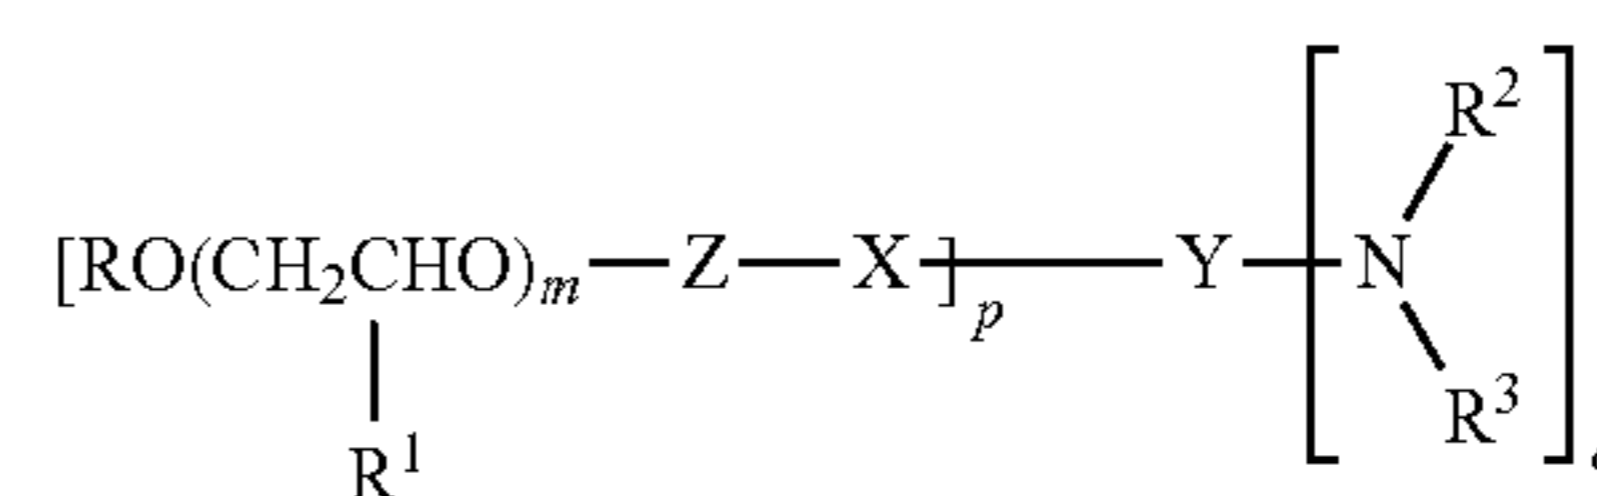 R²
[RO(CH₂CHO)ₘ—Z—X]ₚ—Y—[N
R³
R¹